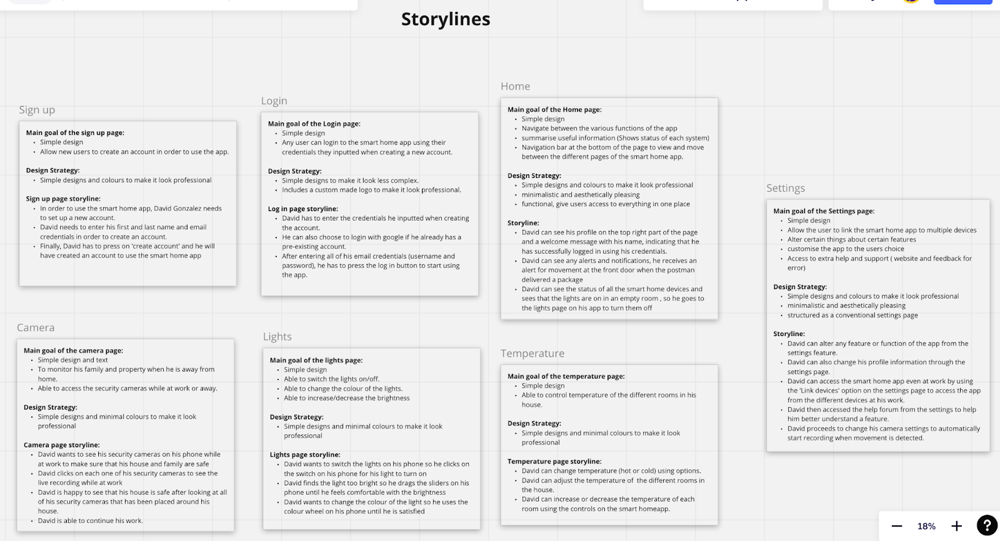 Storylines
Sign up
Main goal of the sign up page:
• Simple design
• Allow new users to create an account in order to use the app.
Design Strategy:
• Simple designs and colours to make it look professional
Sign up page storyline:
• In order to use the smart home app, David Gonzalez needs
to set up a new account.
• David needs to enter his first and last name and email
credentials in order to create an account.
• Finally, David has to press on 'create account' and he will
have created an account to use the smart home app
Login
Main goal of the Login page:
• Simple design
• Any user can login to the smart home app using their
credentials they inputted when creating a new account.
Design Strategy:
• Simple designs to make it look less complex.
• Includes a custom made logo to make it look professional.
Log in page storyline:
• David has to enter the credentials he inputted when creating
the account.
• He can also choose to login with google if he already has a
pre-existing account.
• After entering all of his email credentials (username and
password), he has to press the log in button to start using
the app.
Home
Main goal of the Home page:
• Simple design
• Navigate between the various functions of the app
• summarise useful information (Shows status of each system)
• Navigation bar at the bottom of the page to view and move
between the different pages of the smart home app.
Design Strategy:
• Simple designs and colours to make it look professional
• minimalistic and aesthetically pleasing
• functional, give users access to everything in one place
Storyline:
• David can see his profile on the top right part of the page
and a welcome message with his name, indicating that he
has successfully logged in using his credentials.
• David can see any alerts and notifications, he receives an
alert for movement at the front door when the postman
delivered a package
• David can see the status of all the smart home devices and
sees that the lights are on in an empty room , so he goes to
the lights page on his app to turn them off
Settings
Main goal of the Settings page:
• Simple design
• Allow the user to link the smart home app to multiple devices
• Alter certain things about certain features
• customise the app to the users choice
• Access to extra help and support ( website and feedback for
error)
Design Strategy:
• Simple designs and colours to make it look professional
• minimalistic and aesthetically pleasing
• structured as a conventional settings page
Storyline:
• David can alter any feature or function of the app from the
settings feature.
• David can also change his profile information through the
settings page.
• David can access the smart home app even at work by using
the 'Link devices' option on the settings page to access the app
from the different devices at his work.
• David then accessed the help forum from the settings to help
him better understand a feature.
• David proceeds to change his camera settings to automatically
start recording when movement is detected.
Camera
Main goal of the camera page:
• Simple design and text
• To monitor his family and property when he is away from
home.
• Able to access the security cameras while at work or away.
Design Strategy:
• Simple designs and minimal colours to make it look
professional
Camera page storyline:
• David wants to see his security cameras on his phone while
at work to make sure that his house and family are safe
• David clicks on each one of his security cameras to see the
live recording while at work
• David is happy to see that his house is safe after looking at all
of his security cameras that has been placed around his
house.
• David is able to continue his work.
Lights
Main goal of the lights page:
• Simple design
• Able to switch the lights on/off.
• Able to change the colour of the lights.
• Able to increase/decrease the brightness
Design Strategy:
• Simple designs and minimal colours to make it look
professional
Lights page storyline:
• David wants to switch the lights on his phone so he clicks on
the switch on his phone for his light to turn on
• David finds the light too bright so he drags the sliders on his
phone until he feels comfortable with the brightness
• David wants to change the colour of the light so he uses the
colour wheel on his phone until he is satisfied
Temperature
Main goal of the temperature page:
• Simple design
• Able to control temperature of the different rooms in his
house.
Design Strategy:
• Simple designs and minimal colours to make it look
professional
Temperature page storyline:
• David can change temperature (hot or cold) using options.
• David can adjust the temperature of the different rooms in
the house.
• David can increase or decrease the temperature of each
room using the controls on the smart homeapp.
− 18% + ?